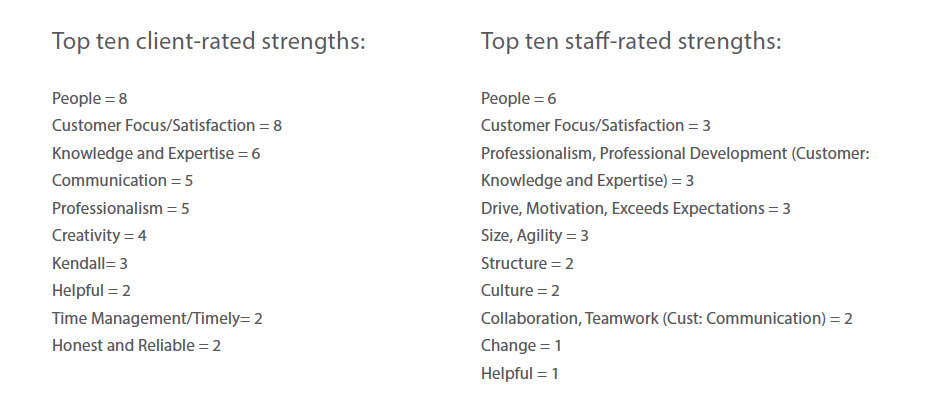 Top ten client-rated strengths:
People = 8
Customer Focus/Satisfaction = 8
Knowledge and Expertise = 6
Communication = 5
Professionalism = 5
Creativity = 4
Kendall= 3
Helpful = 2
Time Management/Timely= 2
Honest and Reliable = 2
Top ten staff-rated strengths:
People = 6
Customer Focus/Satisfaction = 3
Professionalism, Professional Development (Customer:
Knowledge and Expertise) = 3
Drive, Motivation, Exceeds Expectations = 3
Size, Agility = 3
Structure = 2
Culture = 2
Collaboration, Teamwork (Cust: Communication) = 2
Change = 1
Helpful = 1